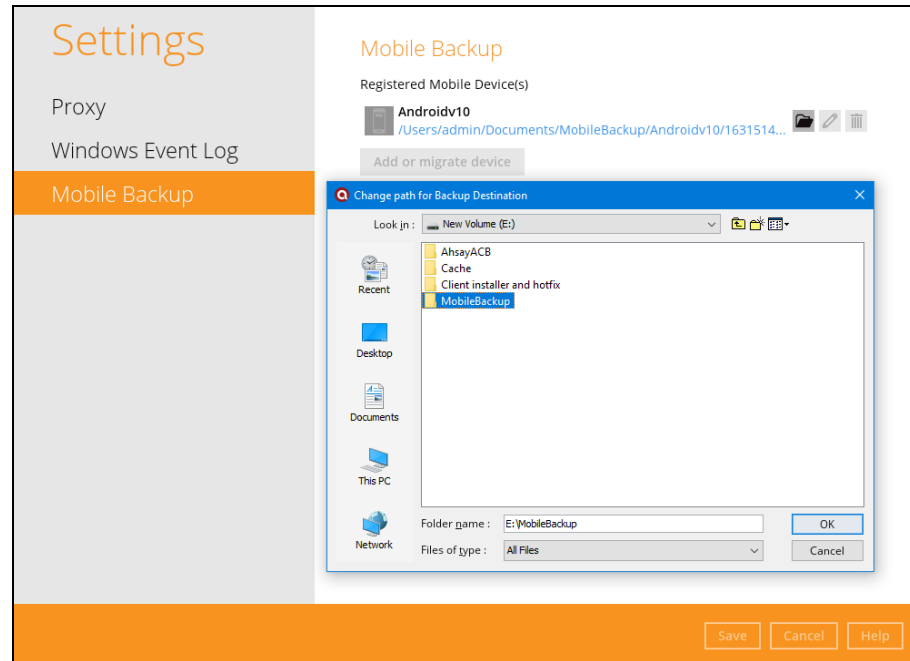 Settings
Proxy
Windows Event Log
Mobile Backup
Mobile Backup
Registered Mobile Device(s)
Androidv10
/Users/admin/Documents/MobileBackup/Androidv10/1631514...
Add or migrate device
Change path for Backup Destination
Look in : New Volume (E:)
Recent
Desktop
Documents
This PC
Network
AhsayACB
Cache
Client installer and hotfix
MobileBackup
Folder name : E:\MobileBackup OK
Files of type : All Files Cancel
Save Cancel Help